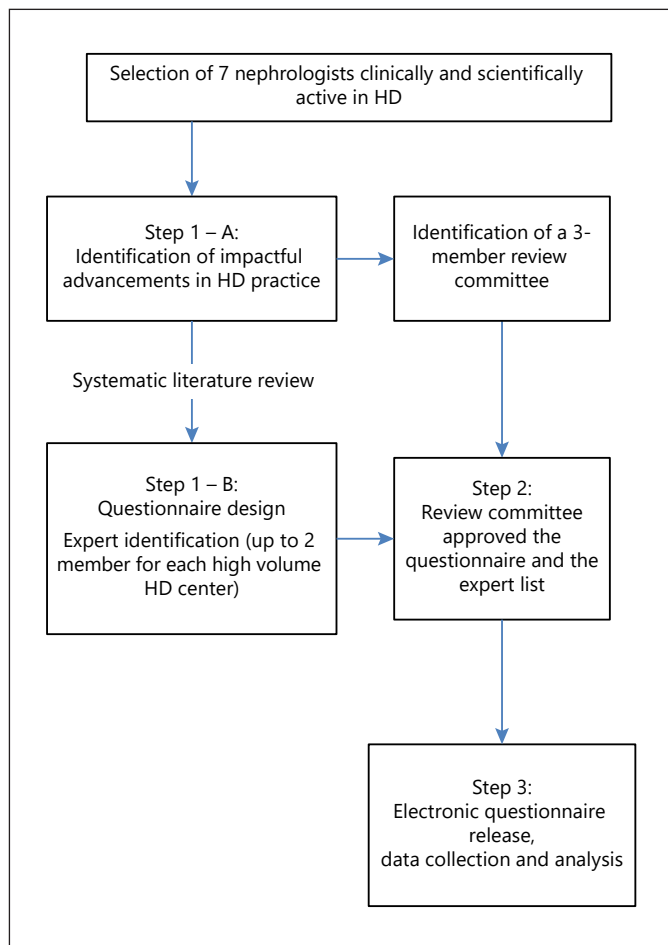 Selection of 7 nephrologists clinically and scientifically
active in HD
Step 1 – A:
Identification of impactful
advancements in HD practice
Identification of a 3-
member review
committee
Systematic literature review
Step 1 – B:
Questionnaire design
Expert identification (up to 2
member for each high volume
HD center)
Step 2:
Review committee
approved the
questionnaire and the
expert list
Step 3:
Electronic questionnaire
release,
data collection and analysis